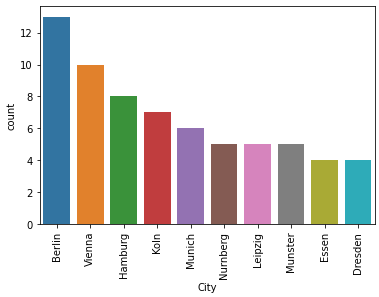 12
10
8
6
4
2
0
count
Berlin
Vienna
Hamburg
Koln
Munich
Nurnberg
Leipzig
Munster
Essen
Dresden
City